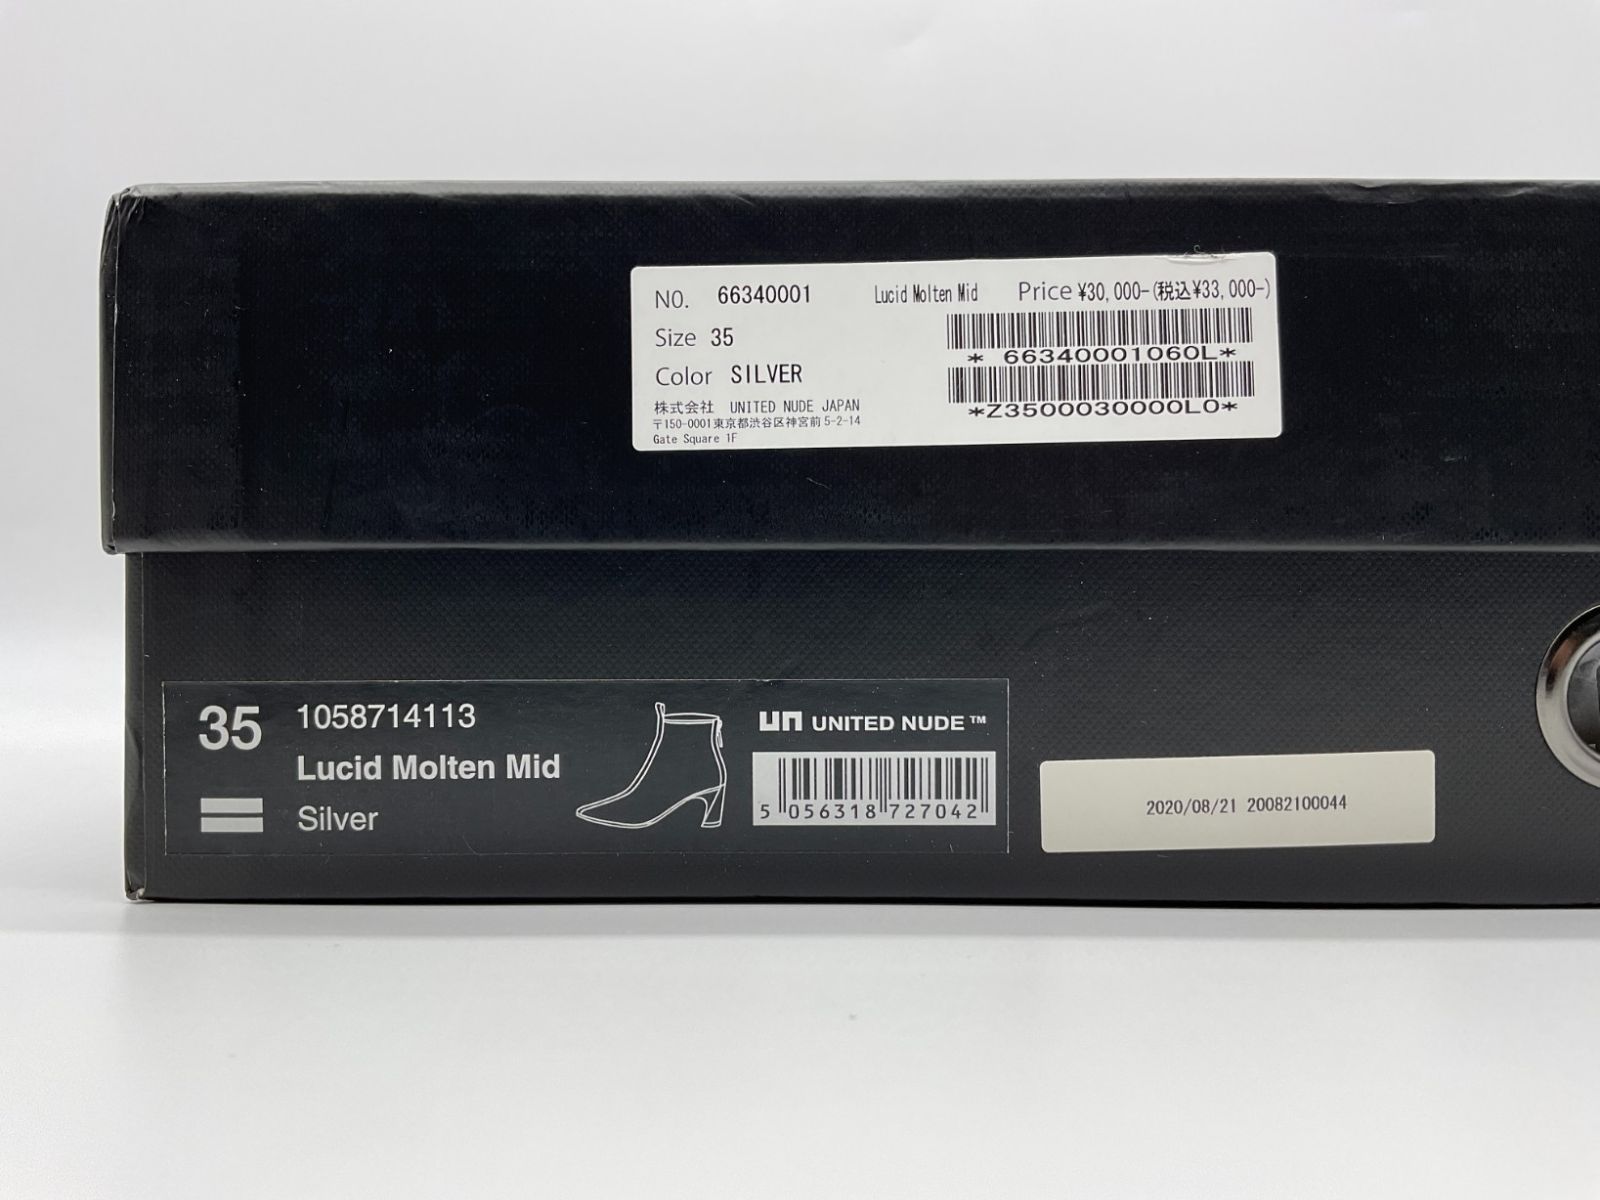 NO. 66340001 Lucid Molten Mid Price ¥30,000-(税込¥33,000-)
Size 35
* 66340001060L*
Color SILVER
*Z3500030000L0*
株式会社 UNITED NUDE JAPAN
〒150-0001東京都渋谷区神宮前5-2-14
Gate Square 1F
35 1058714113
Lucid Molten Mid
Silver
UN UNITED NUDE ™
5 056318 727042
2020/08/21 20082100044